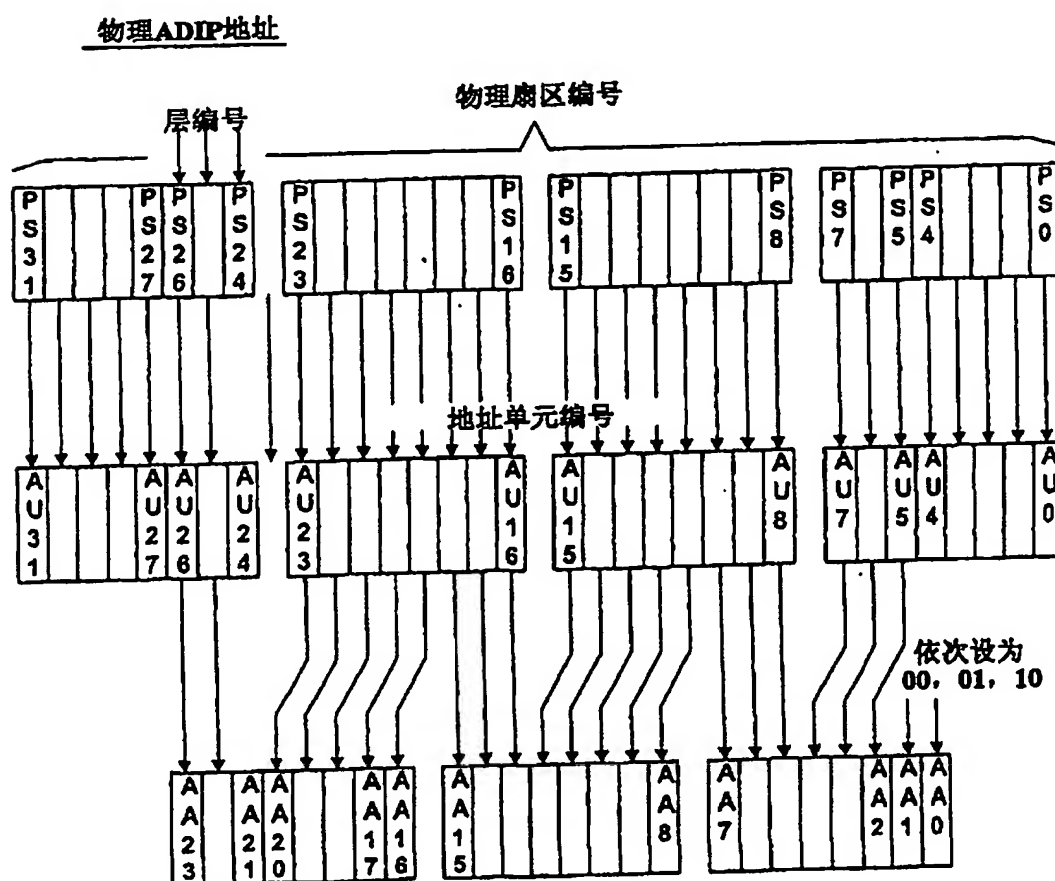 物理ADIP地址
物理扇区编号
层编号
PS31 PS27 PS26 PS24 PS23 PS16 PS15 PS8 PS7 PS5 PS4 PS0
地址单元编号
AU31 AU27 AU26 AU24 AU23 AU16 AU15 AU8 AU7 AU5 AU4 AU0
依次设为
00，01，10
AA23 AA21 AA20 AA17 AA16 AA15 AA8 AA7 AA2 AA1 AA0